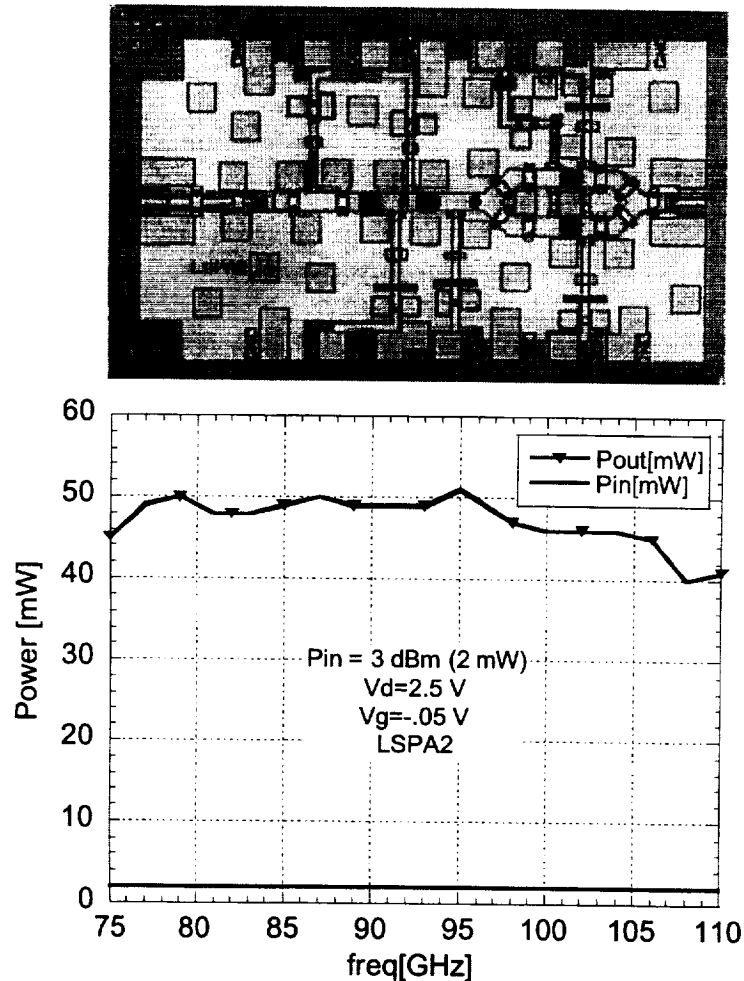 60
50
40
30
20
10
0
Power [mW]
Pout[mW]
Pin[mW]
Pin = 3 dBm (2 mW)
Vd=2.5 V
Vg=-.05 V
LSPA2
75 80 85 90 95 100 105 110
freq[GHz]